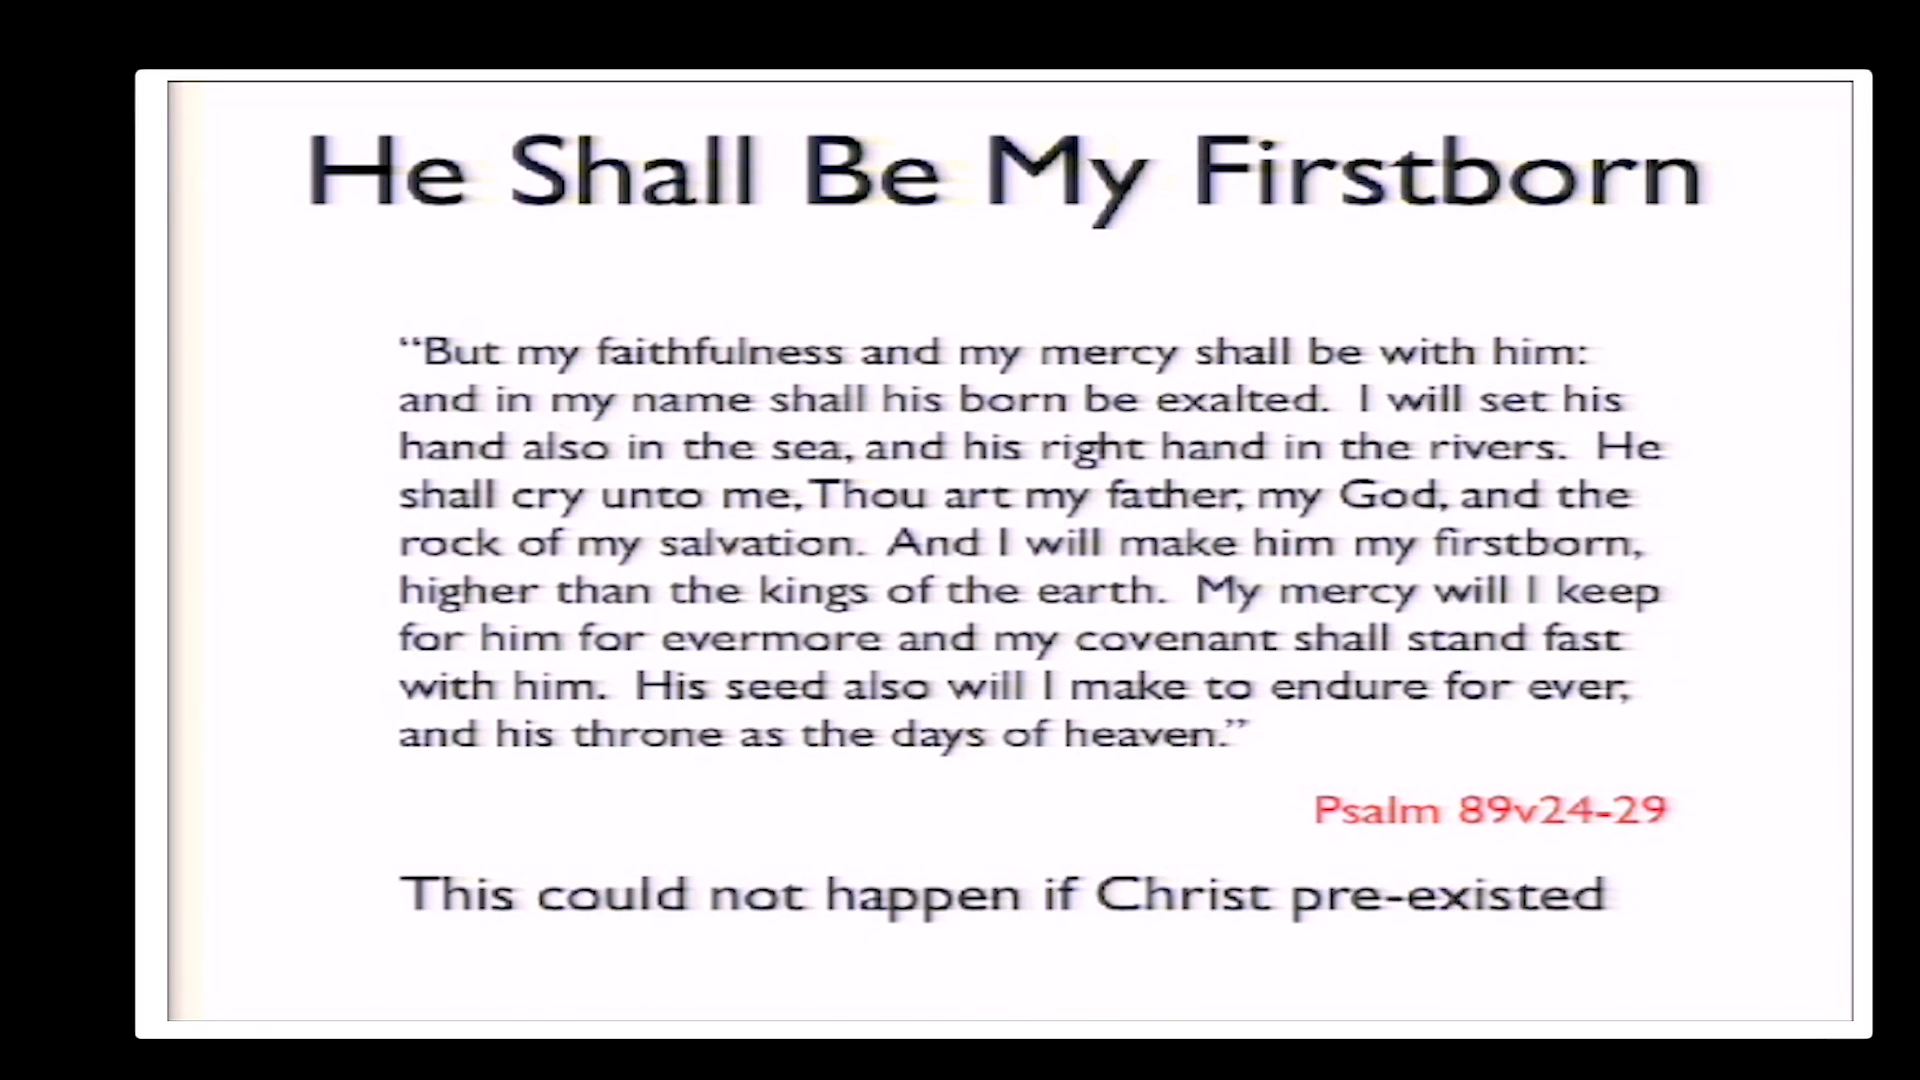 He Shall Be My Firstborn
“But my faithfulness and my mercy shall be with him:
and in my name shall his born be exalted. I will set his
hand also in the sea, and his right hand in the rivers. He
shall cry unto me, Thou art my father, my God, and the
rock of my salvation. And I will make him my firstborn,
higher than the kings of the earth. My mercy will I keep
for him for evermore and my covenant shall stand fast
with him. His seed also will I make to endure for ever,
and his throne as the days of heaven.”
Psalm 89v24-29
This could not happen if Christ pre-existed